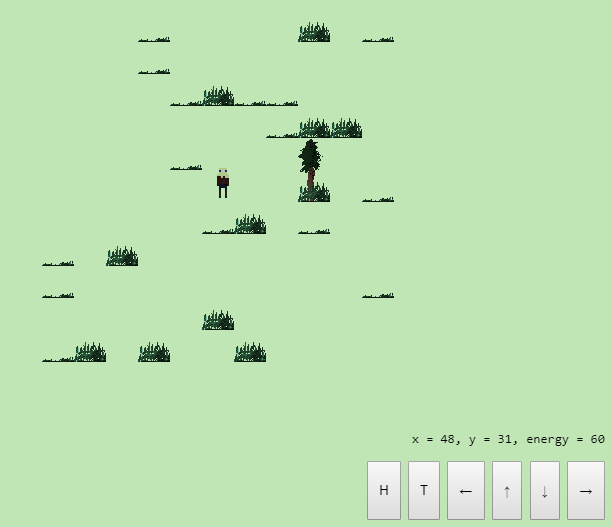 x = 48, y = 31, energy = 60
H T ← ↑ ↓ →